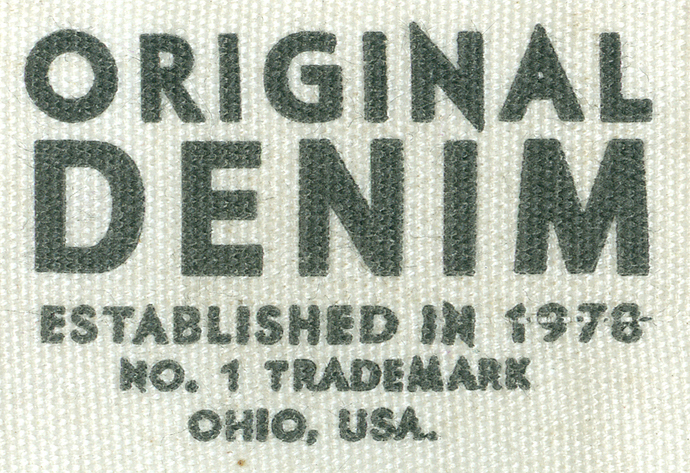 ORIGINAL
DENIM
ESTABLISHED IN 1978
NO. 1 TRADEMARK
OHIO, USA.